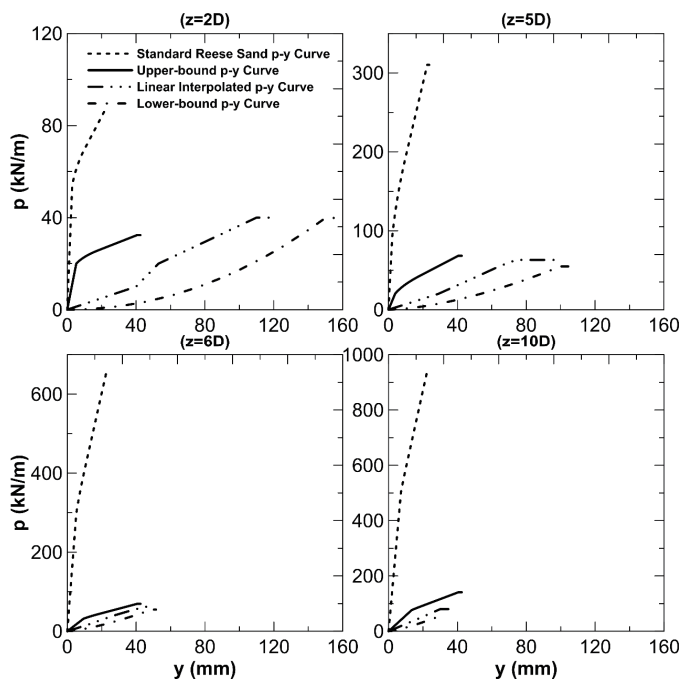 (z=2D)
(z=5D)
120
80
40
0
p (kN/m)
Standard Reese Sand p-y Curve
Upper-bound p-y Curve
Linear Interpolated p-y Curve
Lower-bound p-y Curve
0 40 80 120 160
300
200
100
0
0 40 80 120 160
(z=6D)
(z=10D)
600
400
200
0
p (kN/m)
0 40 80 120 160
y (mm)
1000
800
600
400
200
0
0 40 80 120 160
y (mm)